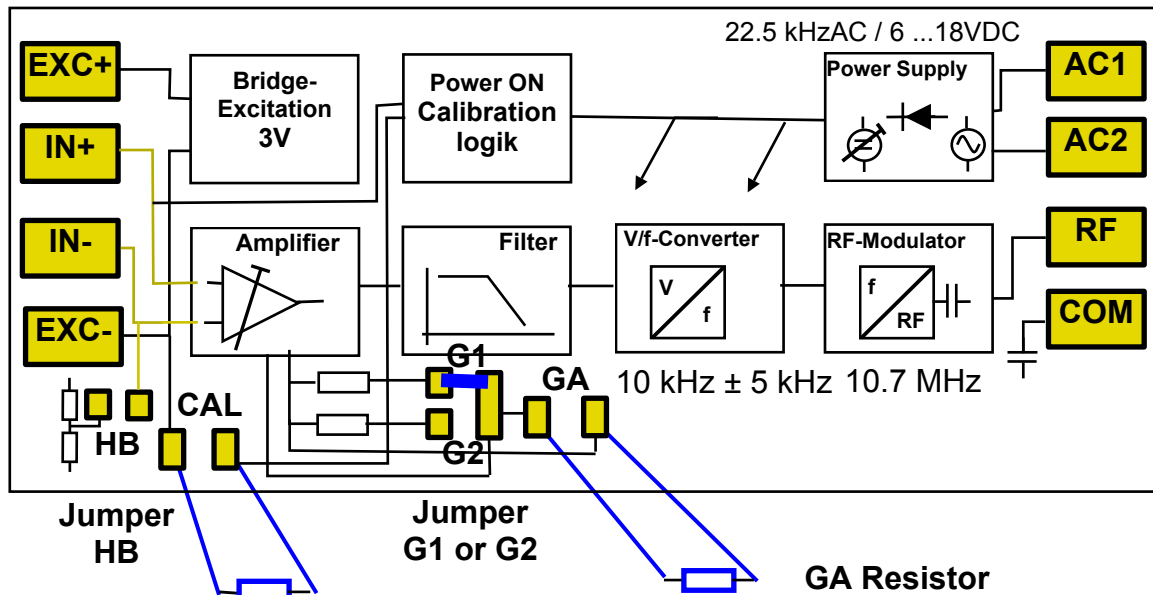 22.5 kHzAC / 6 ...18VDC
EXC+
Bridge-
Excitation
3V
Power ON
Calibration
logik
Power Supply
AC1
IN+
AC2
IN-
Amplifier
Filter
V/f-Converter
RF-Modulator
RF
V
f
f
RF
EXC-
COM
G1
GA
10 kHz ± 5 kHz
10.7 MHz
CAL
HB
G2
Jumper
HB
Jumper
G1 or G2
GA Resistor